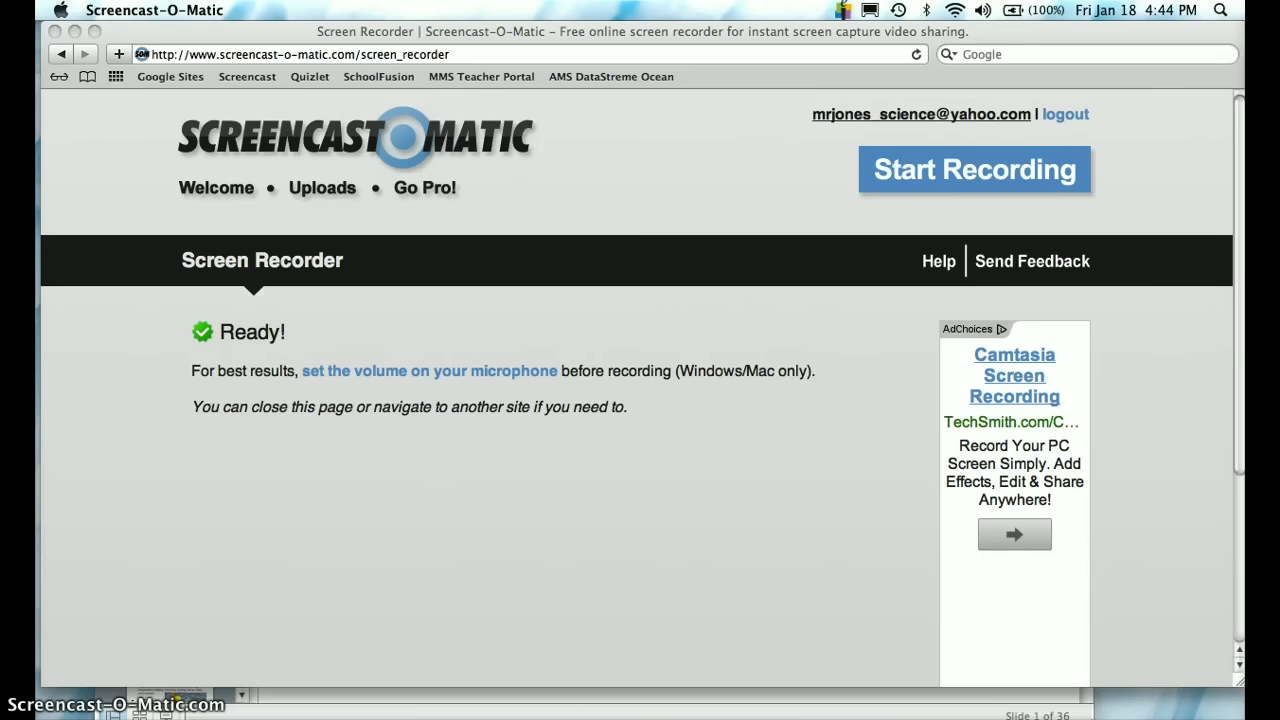 Screencast-O-Matic (100%) Fri Jan 18 4:44 PM
Screen Recorder | Screencast-O-Matic – Free online screen recorder for instant screen capture video sharing.
http://www.screencast-o-matic.com/screen_recorder Google
Google Sites Screencast Quizlet SchoolFusion MMS Teacher Portal AMS DataStreme Ocean
mrjones_science@yahoo.com | logout
SCREENCAST O MATIC
Start Recording
Welcome • Uploads • Go Pro!
Screen Recorder Help | Send Feedback
Ready!
For best results, set the volume on your microphone before recording (Windows/Mac only).
You can close this page or navigate to another site if you need to.
AdChoices
Camtasia
Screen
Recording
TechSmith.com/C...
Record Your PC
Screen Simply. Add
Effects, Edit & Share
Anywhere!
Screencast-O-Matic.com
Slide 1 of 36